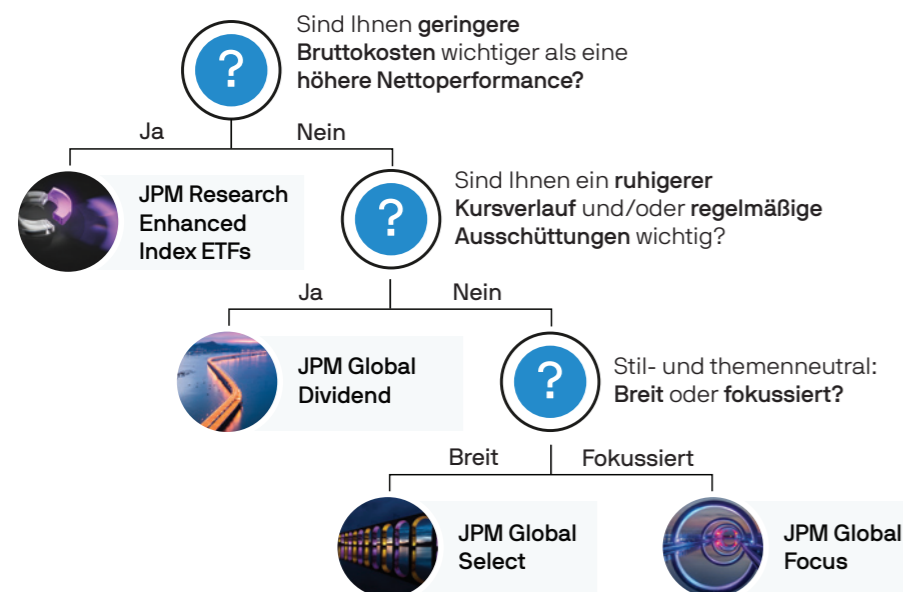 Sind Ihnen geringere
Bruttokosten wichtiger als eine
höhere Nettoperformance?
?
Ja
Nein
JPM Research
Enhanced
Index ETFs
?
Sind Ihnen ein ruhigerer
Kursverlauf und/oder regelmäßige
Ausschüttungen wichtig?
Ja
Nein
JPM Global
Dividend
?
Stil- und themenneutral:
Breit oder fokussiert?
Breit
Fokussiert
JPM Global
Select
JPM Global
Focus